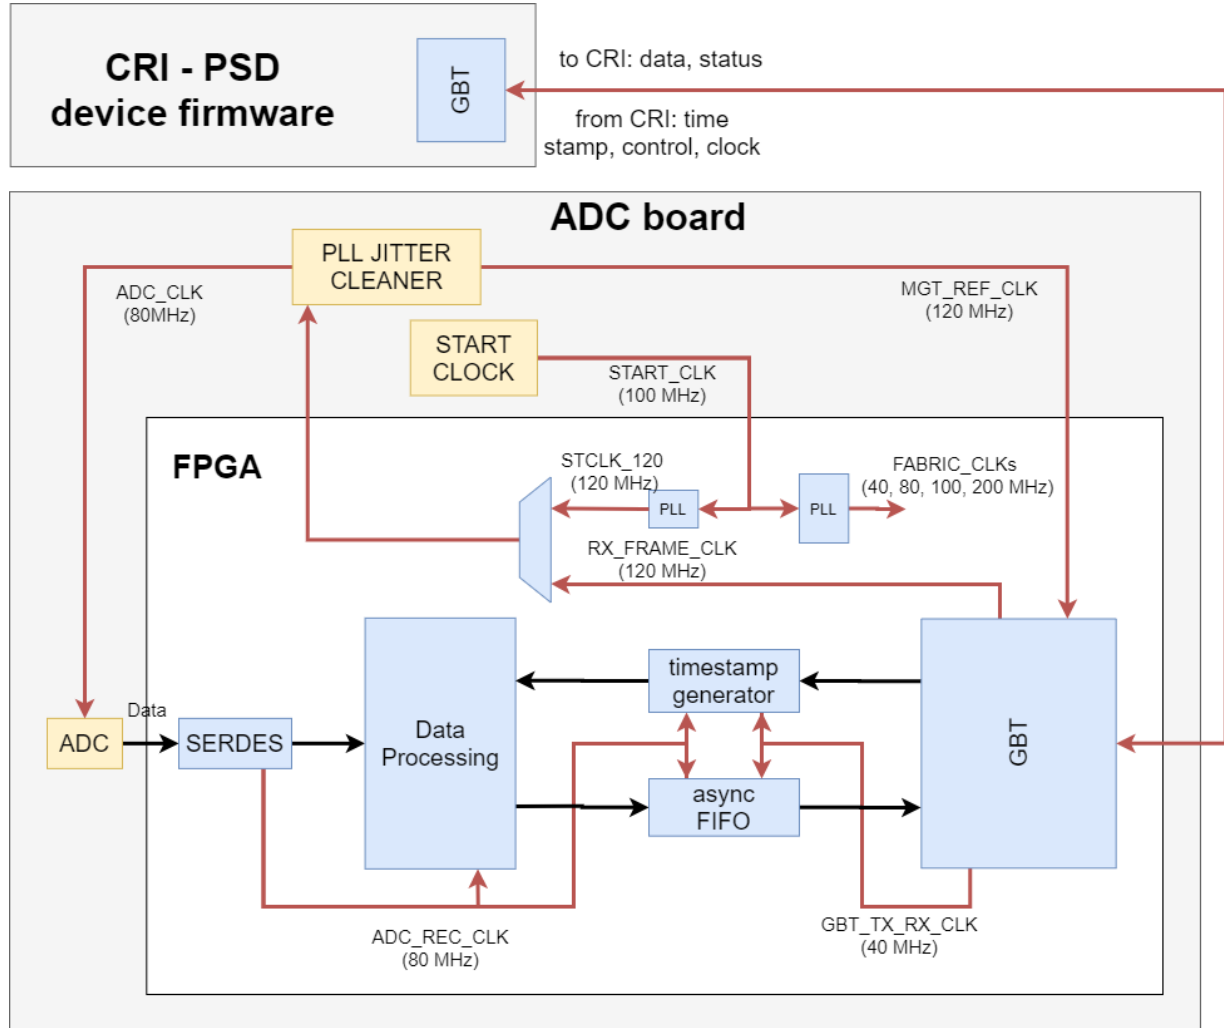 CRI - PSD
device firmware
GBT
to CRI: data, status
from CRI: time
stamp, control, clock
ADC board
PLL JITTER
CLEANER
ADC_CLK
(80MHz)
MGT_REF_CLK
(120 MHz)
START
CLOCK
START_CLK
(100 MHz)
FPGA
STCLK_120
(120 MHz)
FABRIC_CLKs
(40, 80, 100, 200 MHz)
PLL
PLL
RX_FRAME_CLK
(120 MHz)
timestamp
generator
Data
ADC
SERDES
Data
Processing
GBT
async
FIFO
ADC_REC_CLK
(80 MHz)
GBT_TX_RX_CLK
(40 MHz)